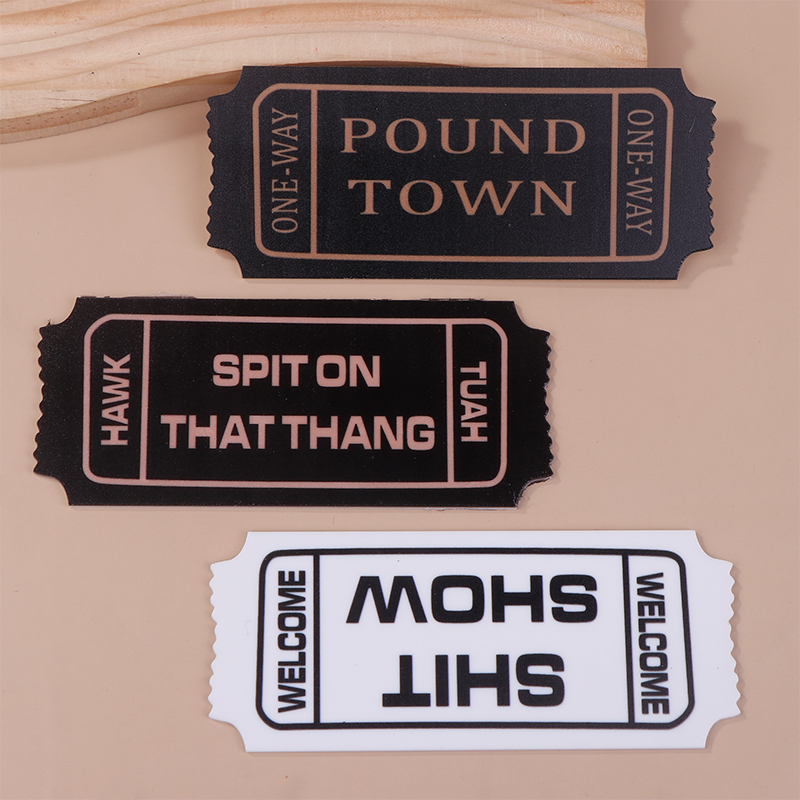 ONE-WAY
POUND
TOWN
ONE-WAY
HAWK
SPIT ON
THAT THANG
TUAH
WELCOME
SHIT
SHOW
WELCOME